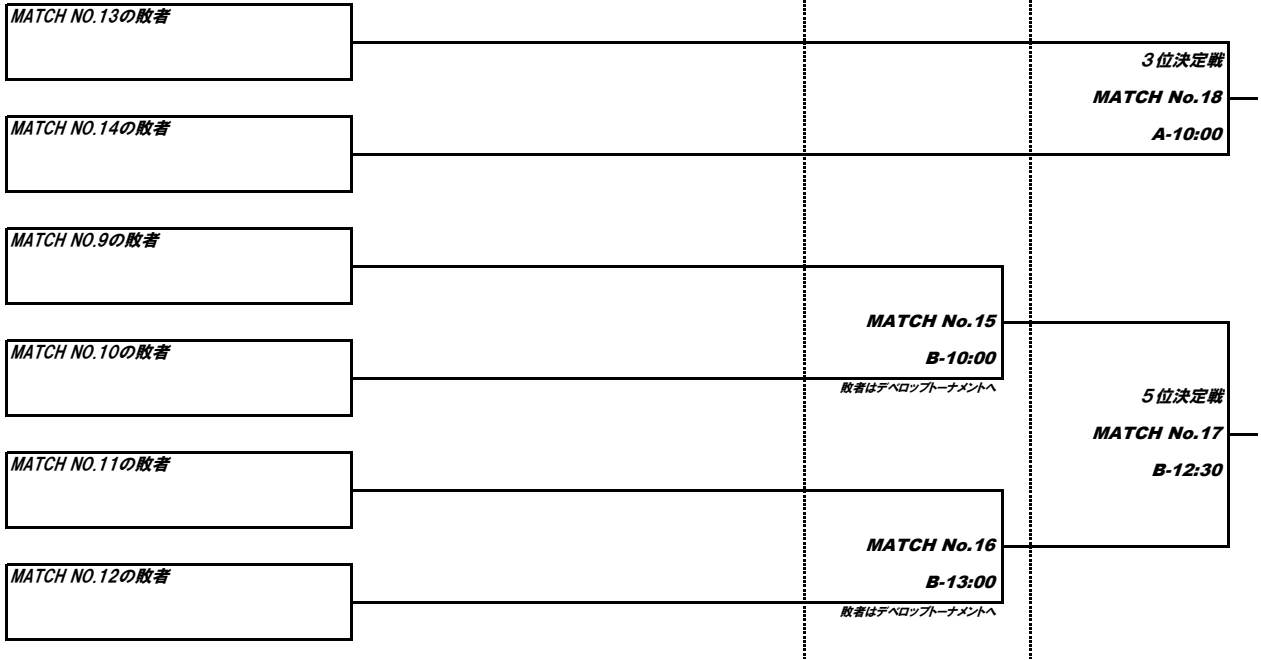 MATCH NO.13の敗者
３位決定戦
MATCH No.18
A-10:00
MATCH NO.14の敗者
MATCH NO.9の敗者
MATCH No.15
B-10:00
敗者はデベロップトーナメントへ
MATCH NO.10の敗者
５位決定戦
MATCH No.17
B-12:30
MATCH NO.11の敗者
MATCH No.16
B-13:00
敗者はデベロップトーナメントへ
MATCH NO.12の敗者